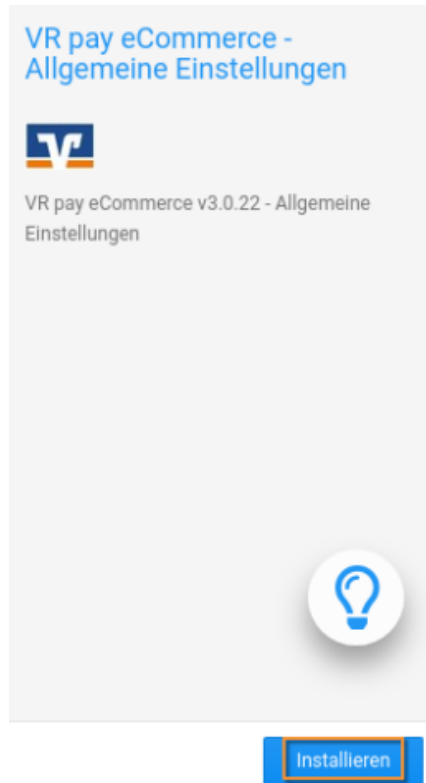 VR pay eCommerce -
Allgemeine Einstellungen
VR pay eCommerce v3.0.22 - Allgemeine
Einstellungen
Installieren